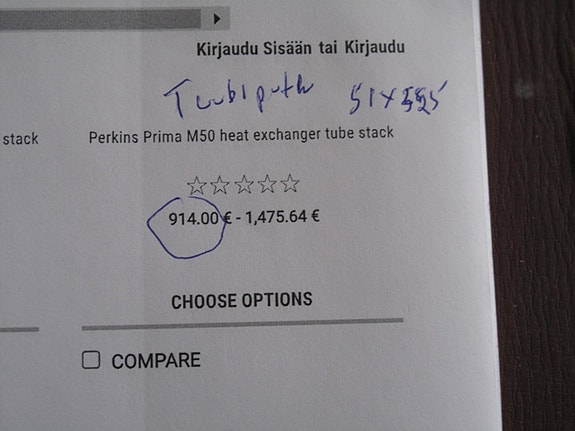 Kirjaudu Sisään tai Kirjaudu
51 x
stack
Perkins Prima M50 heat exchanger tube stack
914.00 € - 1,475.64 €
CHOOSE OPTIONS
COMPARE